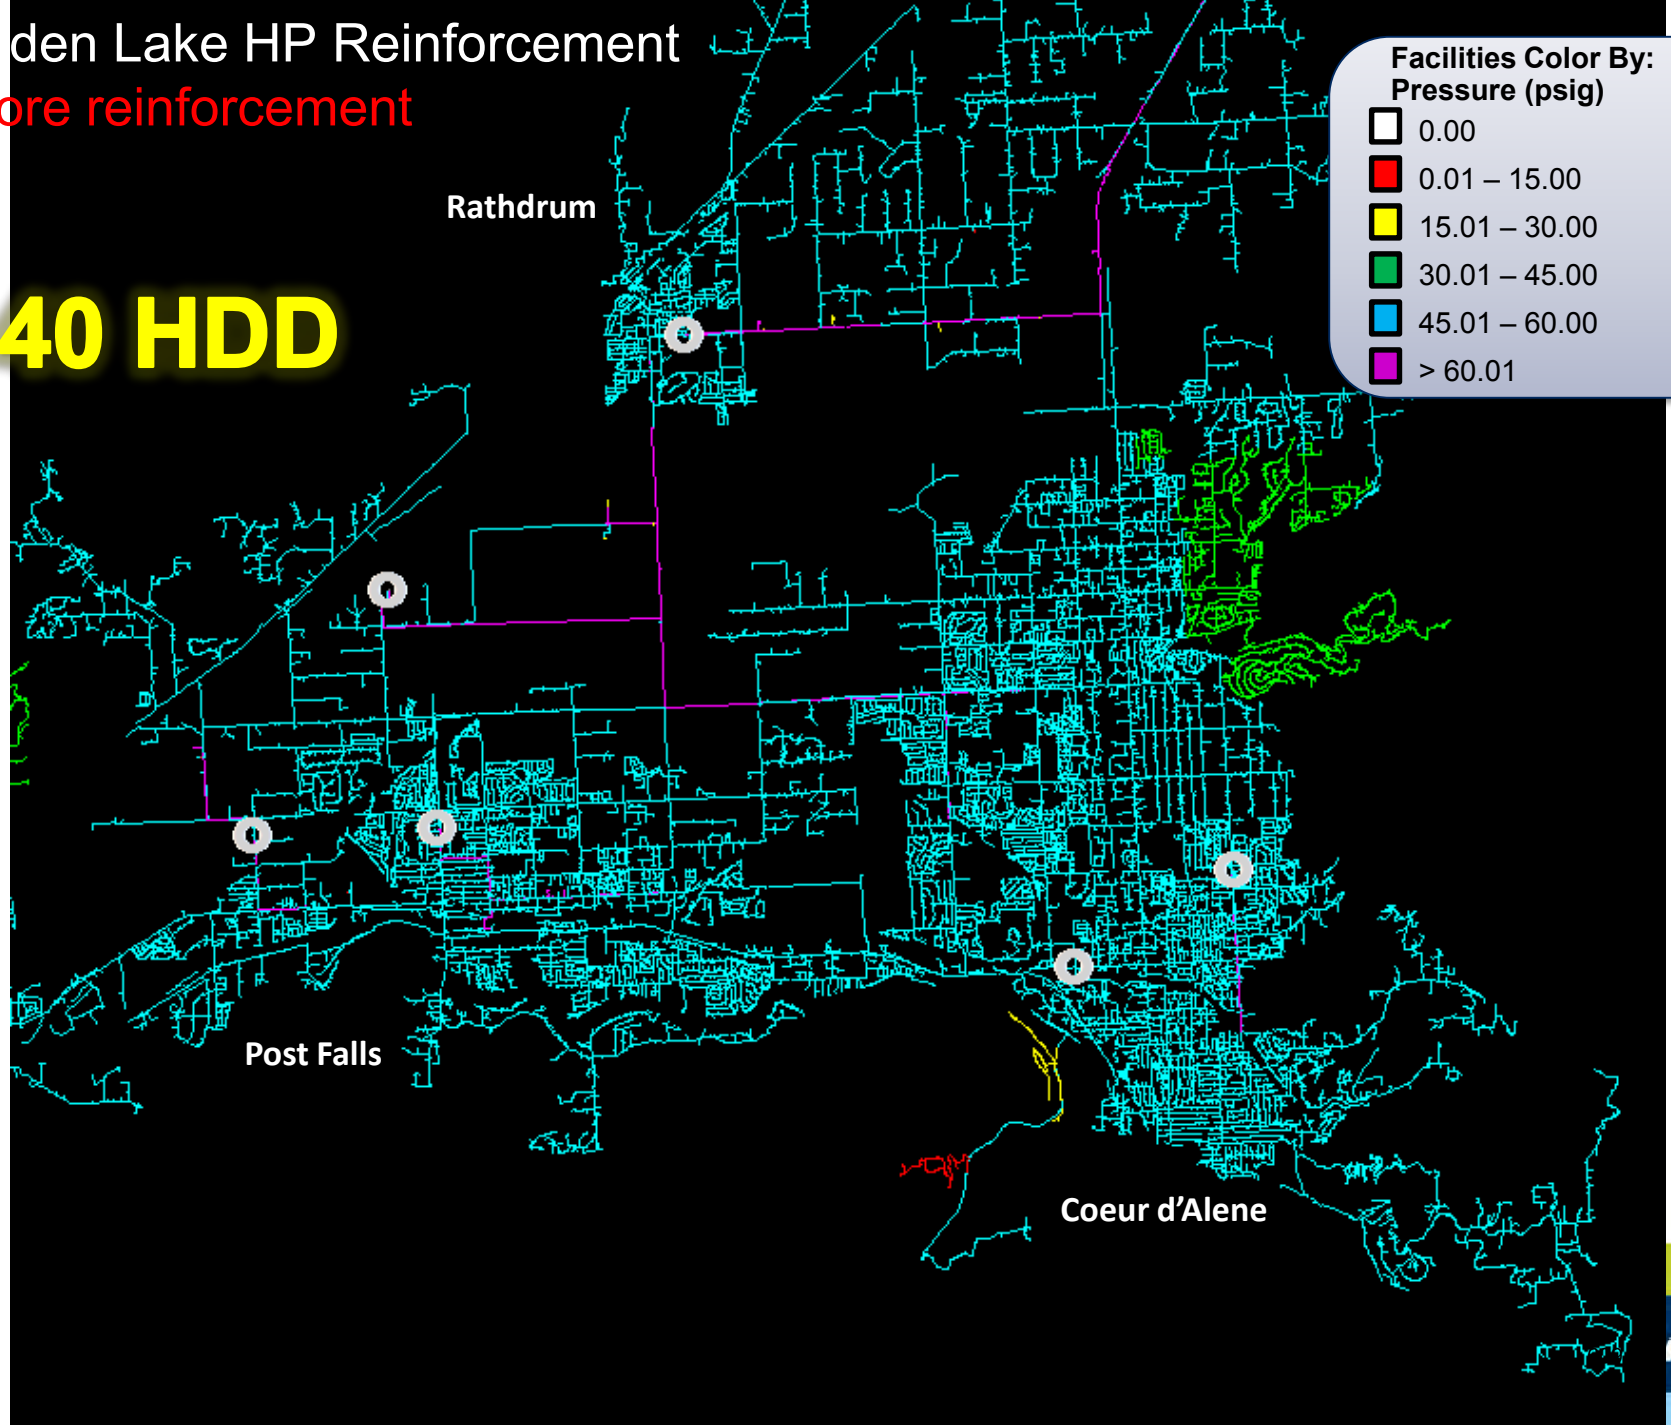 den Lake HP Reinforcement
ore reinforcement
Facilities Color By:
Pressure (psig)
0.00
0.01 – 15.00
15.01 – 30.00
30.01 – 45.00
45.01 – 60.00
> 60.01
Rathdrum
40 HDD
Post Falls
Coeur d’Alene